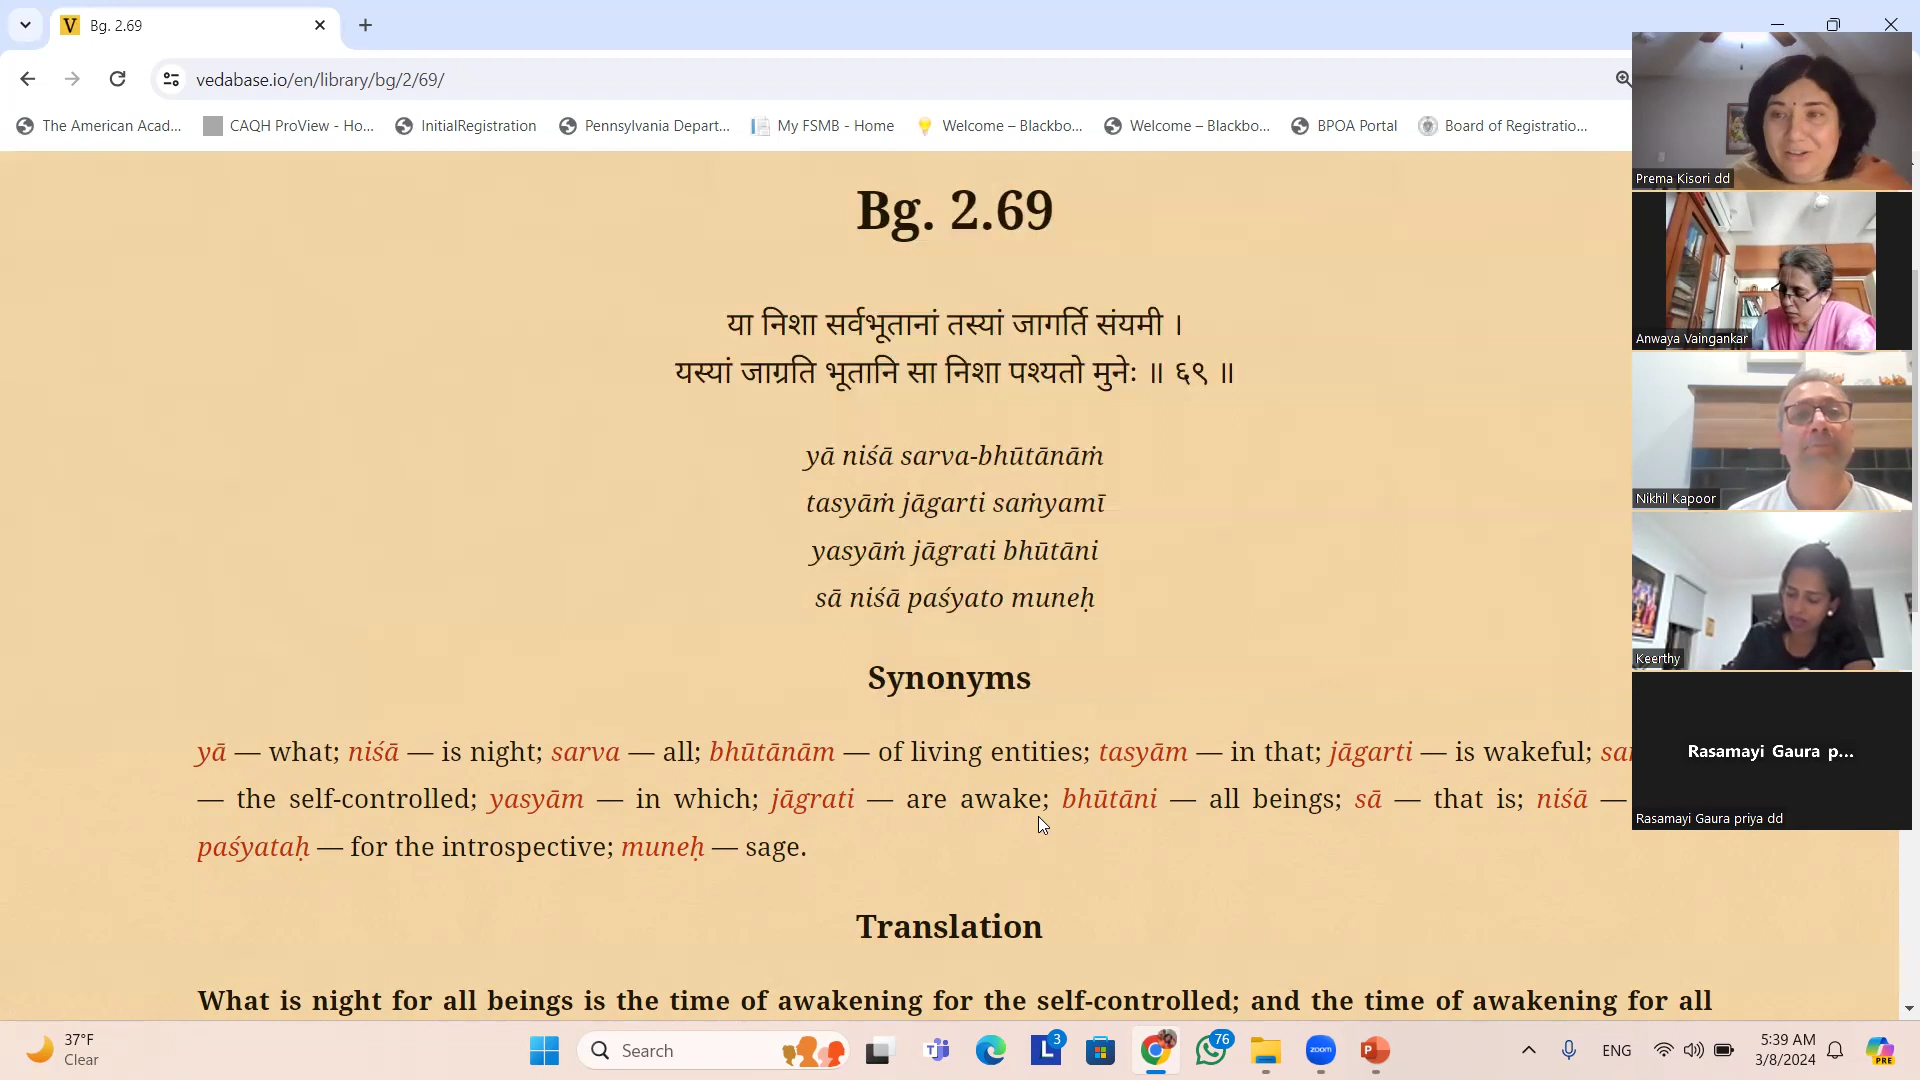 Bg. 2.69
vedabase.io/en/library/bg/2/69/
The American Acad...
CAQH ProView - Ho...
InitialRegistration
Pennsylvania Depart...
My FSMB - Home
Welcome – Blackbo...
Welcome – Blackbo...
BPOA Portal
Board of Registratio...
Bg. 2.69
या निशा सर्वभूतानां तस्यां जागर्ति संयमी ।
यस्यां जाग्रति भूतानि सा निशा पश्यतो मुनेः ॥ ६९ ॥
yā niśā sarva-bhūtānāṁ
tasyāṁ jāgarti saṁyamī
yasyāṁ jāgrati bhūtāni
sā niśā paśyato muneḥ
Synonyms
yā — what; niśā — is night; sarva — all; bhūtānām — of living entities; tasyām — in that; jāgarti — is wakeful;
— the self-controlled; yasyām — in which; jāgrati — are awake; bhūtāni — all beings; sā — that is; niśā —
paśyataḥ — for the introspective; muneḥ — sage.
Translation
What is night for all beings is the time of awakening for the self-controlled; and the time of awakening for all
Prema Kisori dd
Anwaya Vaingankar
Nikhil Kapoor
Keerthy
Rasamayi Gaura p...
Rasamayi Gaura priya dd
37°F
Clear
Search
3
76
zoom
ENG
5:39 AM
3/8/2024
PRE